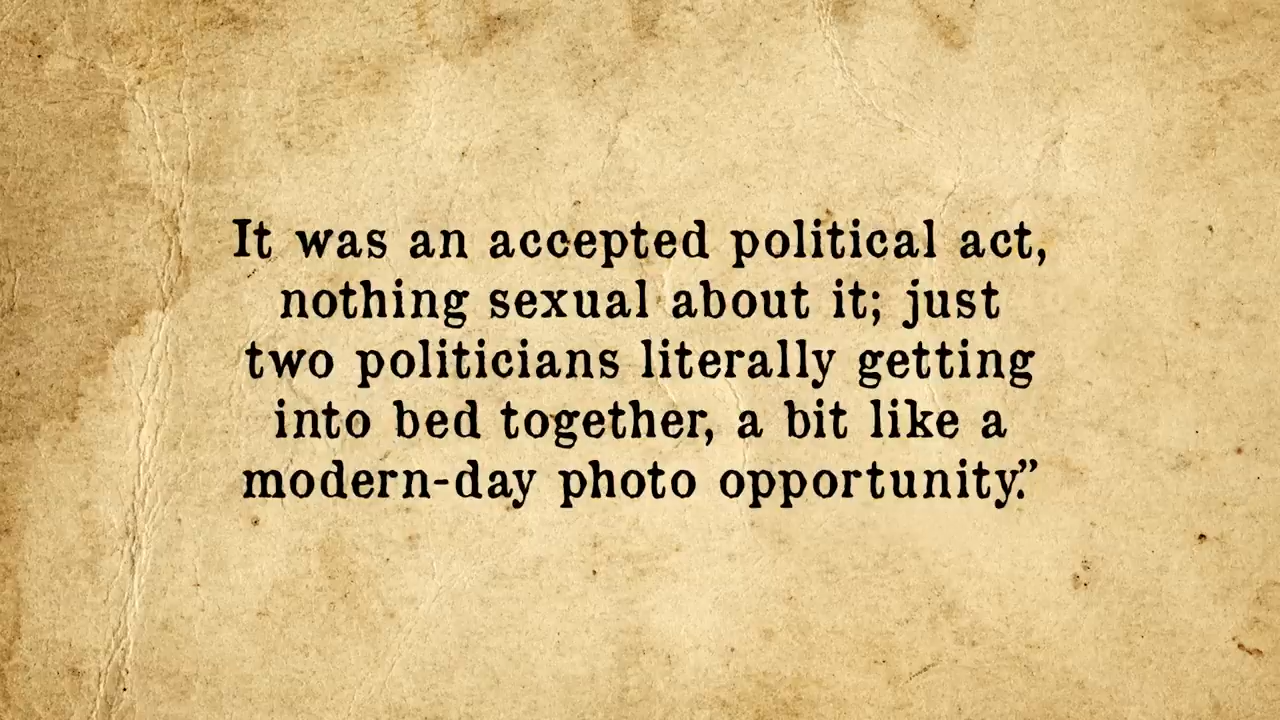 It was an accepted political act,
nothing sexual about it; just
two politicians literally getting
into bed together, a bit like a
modern-day photo opportunity.”